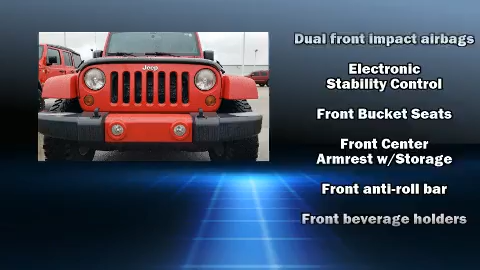 Jeep
Dual front impact airbags
Electronic
Stability Control
Front Bucket Seats
Front Center
Armrest w/Storage
Front anti-roll bar
Front beverage holders